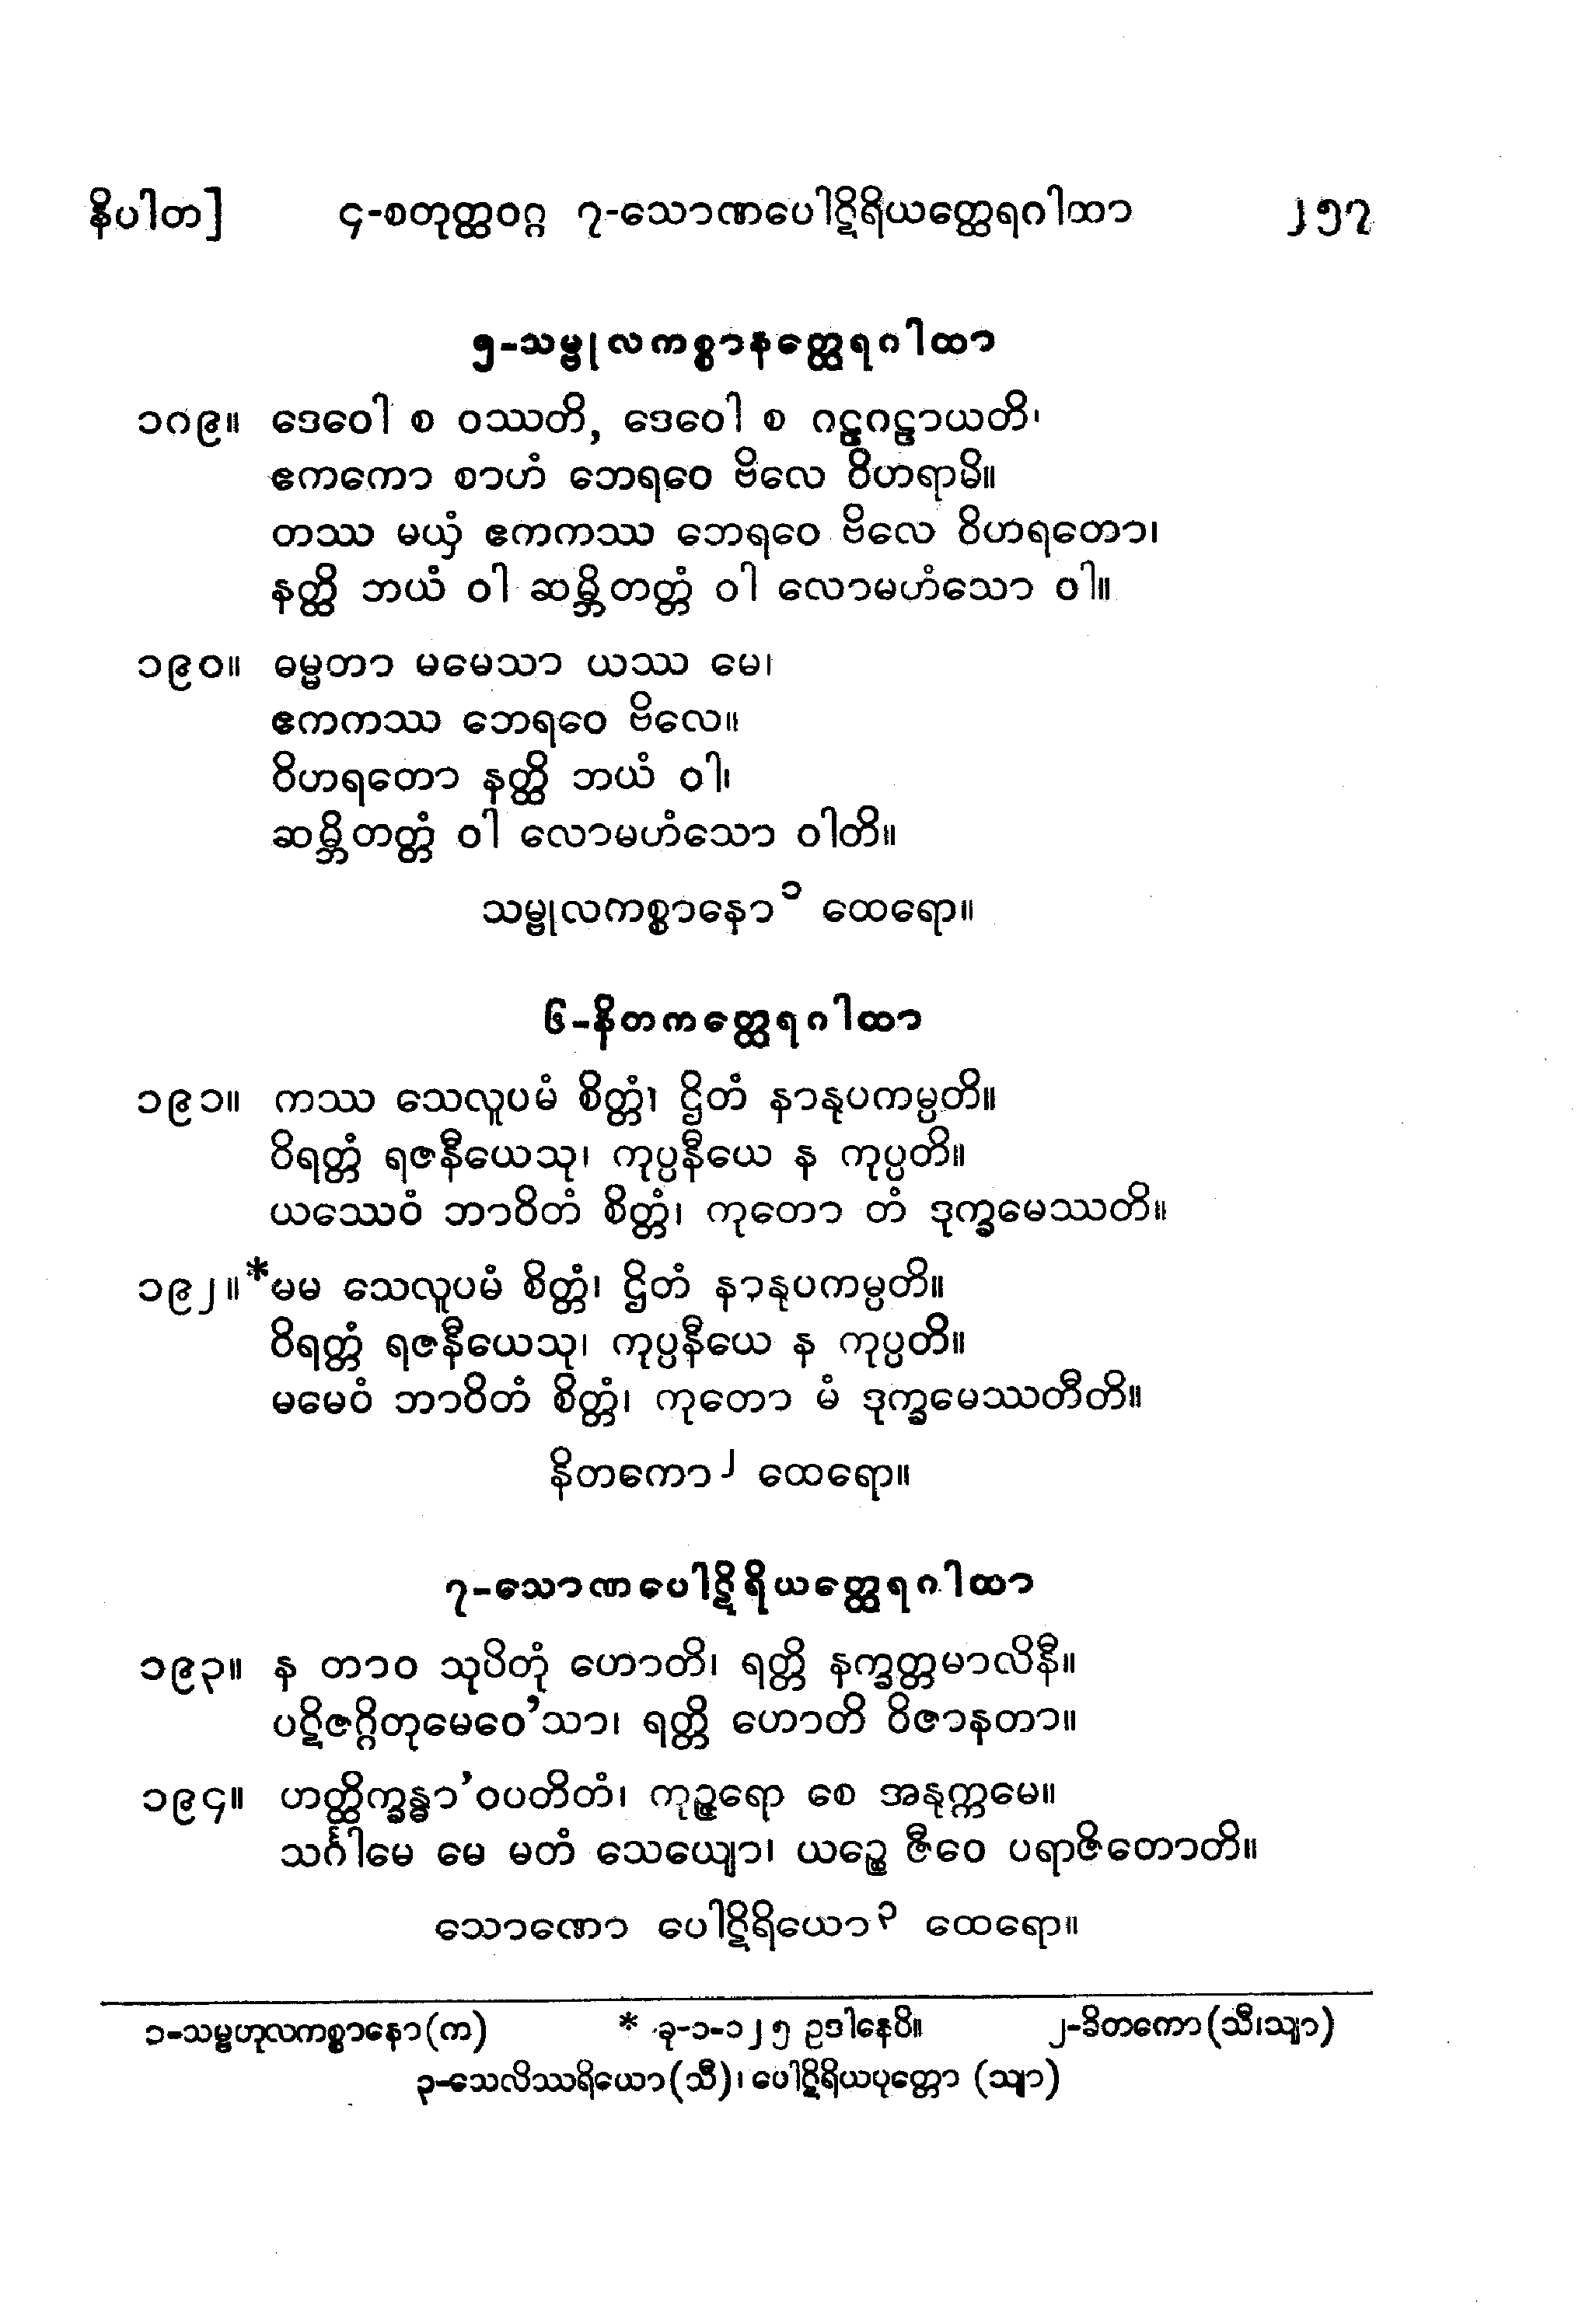 နိပါတ]	၄-စတုတ္ထဝဂ္ဂ ၇-သောဏပေါဋိရိယတ္ထေရဂါထာ	၂၅၇
၅-သမ္ဗုလကစ္စာနတ္ထေရဂါထာ
၁၈၉။ ဒေဝေါ စ ဝဿတိ, ဒေဝေါ စ ဂဠဂဠာယတိ၊
ဧကကော စာဟံ ဘေရဝေ ဗိလေ ဝိဟရာမိ။
တဿ မယှံ ဧကကဿ ဘေရဝေ ဗိလေ ဝိဟရတော၊
နတ္ထိ ဘယံ ဝါ ဆမ္ဘိတတ္တံ ဝါ လောမဟံသော ဝါ။
၁၉၀။ ဓမ္မတာ မမေသာ ယဿ မေ၊
ဧကကဿ ဘေရဝေ ဗိလေ။
ဝိဟရတော နတ္ထိ ဘယံ ဝါ၊
ဆမ္ဘိတတ္တံ ဝါ လောမဟံသော ဝါတိ။
သမ္ဗုလကစ္စာနော ၁ ထေရော။
၆-နိတကတ္ထေရဂါထာ
၁၉၁။ ကဿ သေလူပမံ စိတ္တံ၊ ဌိတံ နာနုပကမ္ပတိ။
ဝိရတ္တံ ရဇနီယေသု၊ ကုပ္ပနီယေ န ကုပ္ပတိ။
ယဿေဝံ ဘာဝိတံ စိတ္တံ၊ ကုတော တံ ဒုက္ခမေဿတိ။
၁၉၂။ *မမ သေလူပမံ စိတ္တံ၊ ဌိတံ နာနုပကမ္ပတိ။
ဝိရတ္တံ ရဇနီယေသု၊ ကုပ္ပနီယေ န ကုပ္ပတိ။
မမေဝံ ဘာဝိတံ စိတ္တံ၊ ကုတော မံ ဒုက္ခမေဿတီတိ။
နိတကော ၂ ထေရော။
၇-သောဏပေါဋိရိယတ္ထေရဂါထာ
၁၉၃။ န တာဝ သုပိတုံ ဟောတိ၊ ရတ္တိ နက္ခတ္တမာလိနီ။
ပဋိဇဂ္ဂိတုမေဝေ’သာ၊ ရတ္တိ ဟောတိ ဝိဇာနတာ။
၁၉၄။ ဟတ္ထိက္ခန္ဓာ’ဝပတိတံ၊ ကုဉ္ဇရော စေ အနုက္ကမေ။
သင်္ဂါမေ မေ မတံ သေယျော၊ ယဉ္စေ ဇီဝေ ပရာဇိတောတိ။
သောဏော ပေါဋိရိယော ၃ ထေရော။
၁-သမ္ဗဟုလကစ္စာနော(က)	* ခု-၁-၁၂၅ ဥဒါနေပိ။	၂-ခိတကော(သီ၊သျာ)
၃-သေလိဿရိယော(သီ)၊ ပေါဋိရိယပုတ္တော (သျာ)